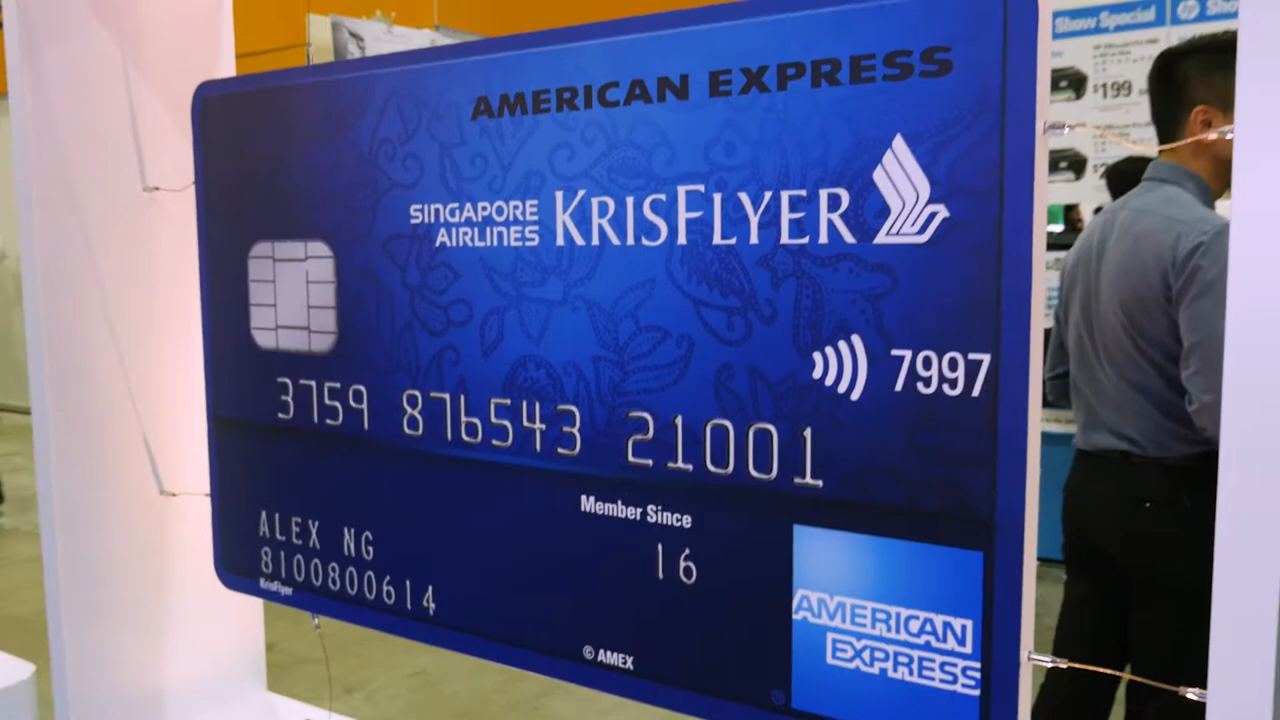 Show Special
Sho
$199
AMERICAN EXPRESS
SINGAPORE
AIRLINES
KRISFLYER
7997
3759 876543 21001
Member Since
16
ALEX NG
8100800614
KrisFlyer
© AMEX
AMERICAN
EXPRESS